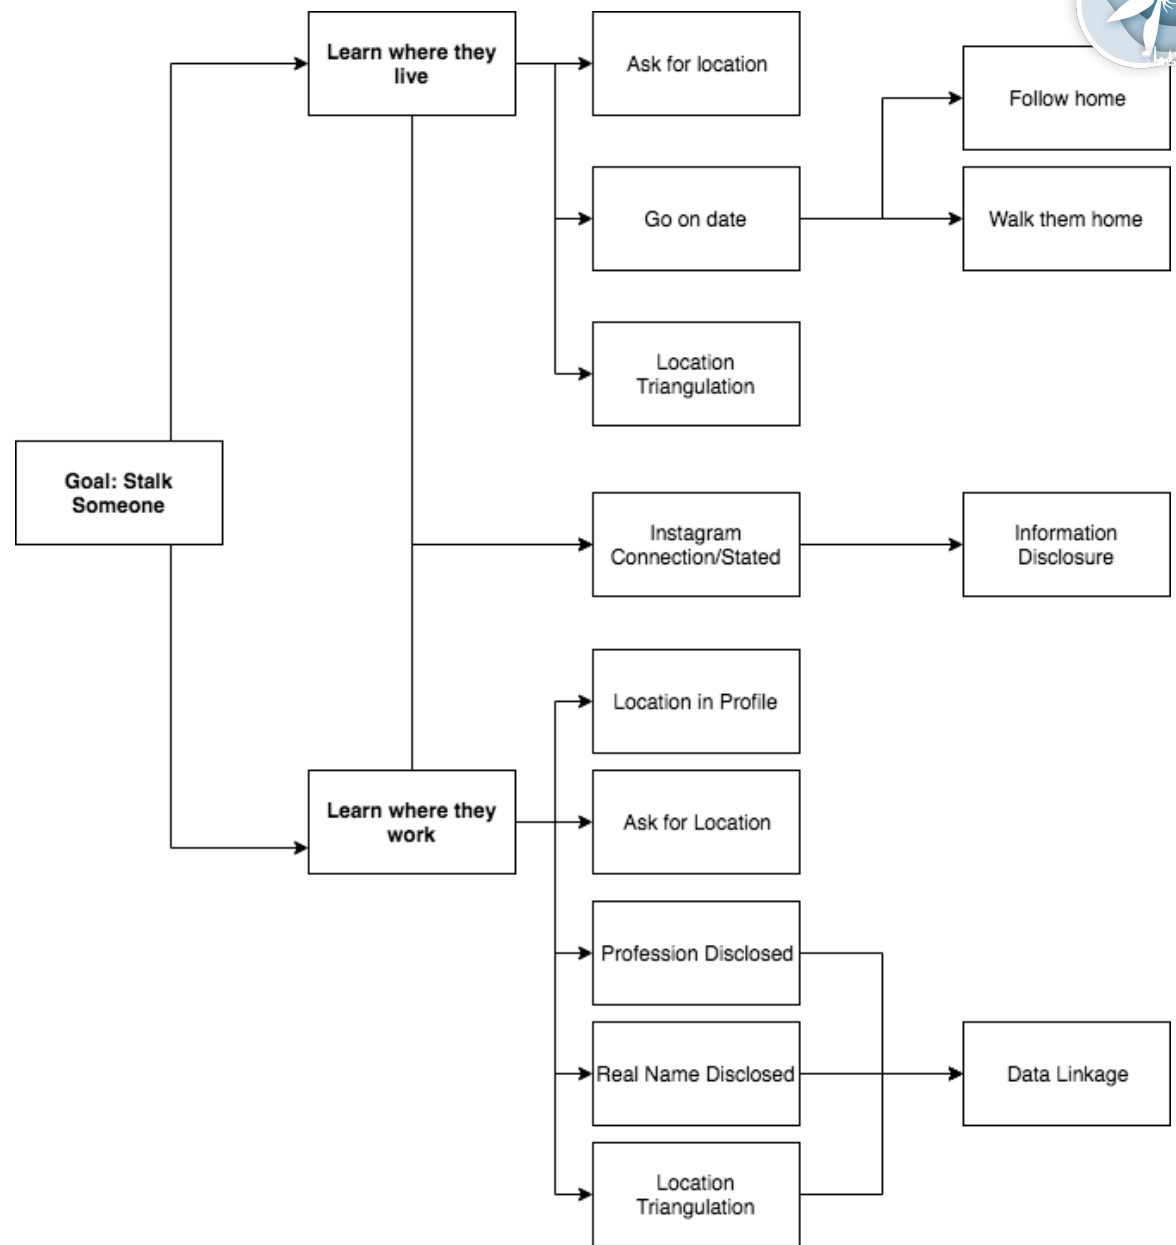 Learn where they
live
Ask for location
Follow home
Go on date
Walk them home
Location
Triangulation
Goal: Stalk
Someone
Instagram
Connection/Stated
Information
Disclosure
Location in Profile
Learn where they
work
Ask for Location
Profession Disclosed
Real Name Disclosed
Data Linkage
Location
Triangulation